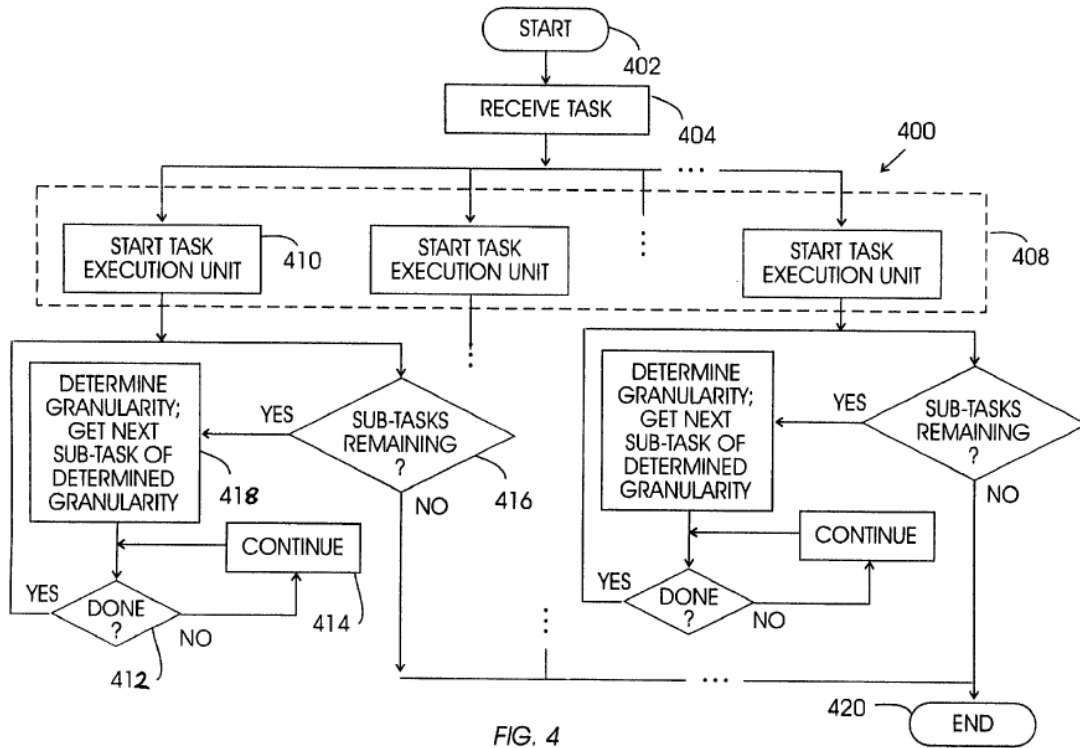 START
402
RECEIVE TASK
404
400
START TASK
EXECUTION UNIT
410
START TASK
EXECUTION UNIT
START TASK
EXECUTION UNIT
408
DETERMINE
GRANULARITY;
GET NEXT
SUB-TASK OF
DETERMINED
GRANULARITY
418
YES
SUB-TASKS
REMAINING
?
416
NO
CONTINUE
414
YES
DONE
?
NO
412
DETERMINE
GRANULARITY;
GET NEXT
SUB-TASK OF
DETERMINED
GRANULARITY
YES
SUB-TASKS
REMAINING
?
NO
CONTINUE
YES
DONE
?
NO
420
END
FIG. 4